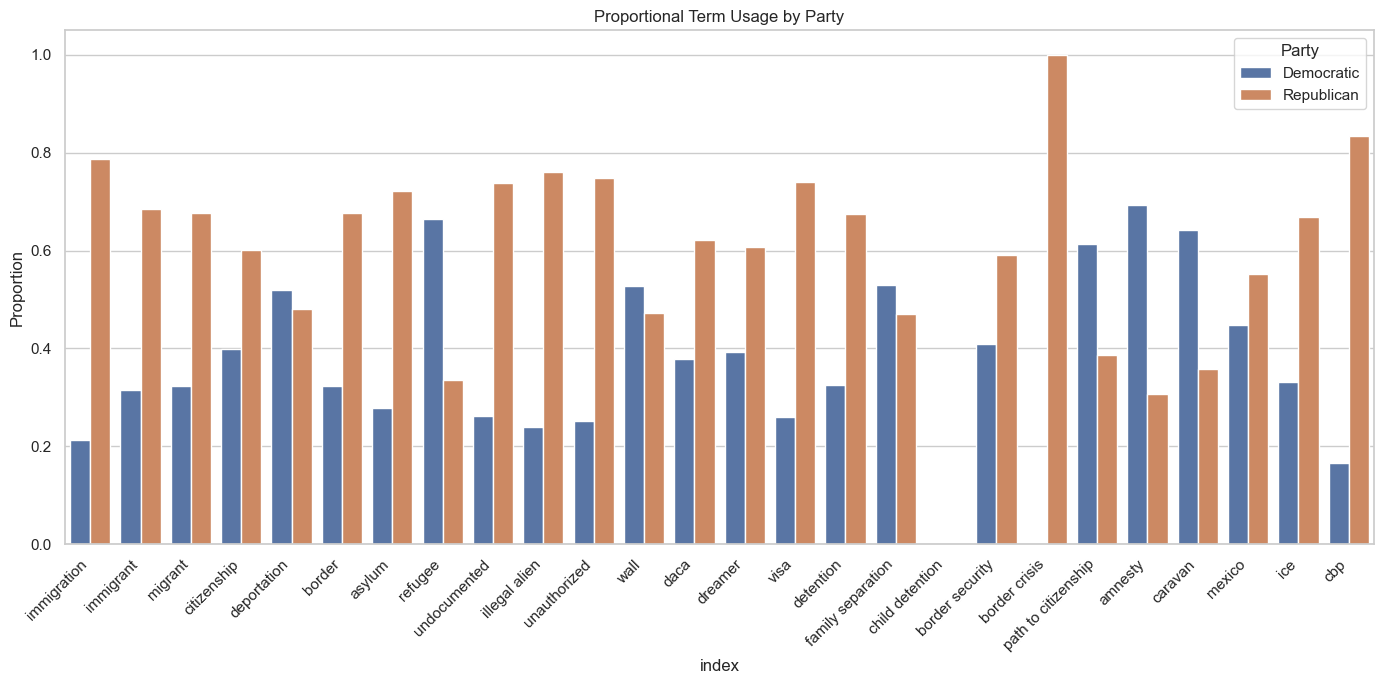 Proportional Term Usage by Party
Party
Democratic
Republican
Proportion
1.0
0.8
0.6
0.4
0.2
0.0
immigration
immigrant
migrant
citizenship
deportation
border
asylum
refugee
undocumented
illegal alien
unauthorized
wall
daca
dreamer
visa
detention
family separation
child detention
border security
border crisis
path to citizenship
amnesty
caravan
mexico
ice
cbp
index